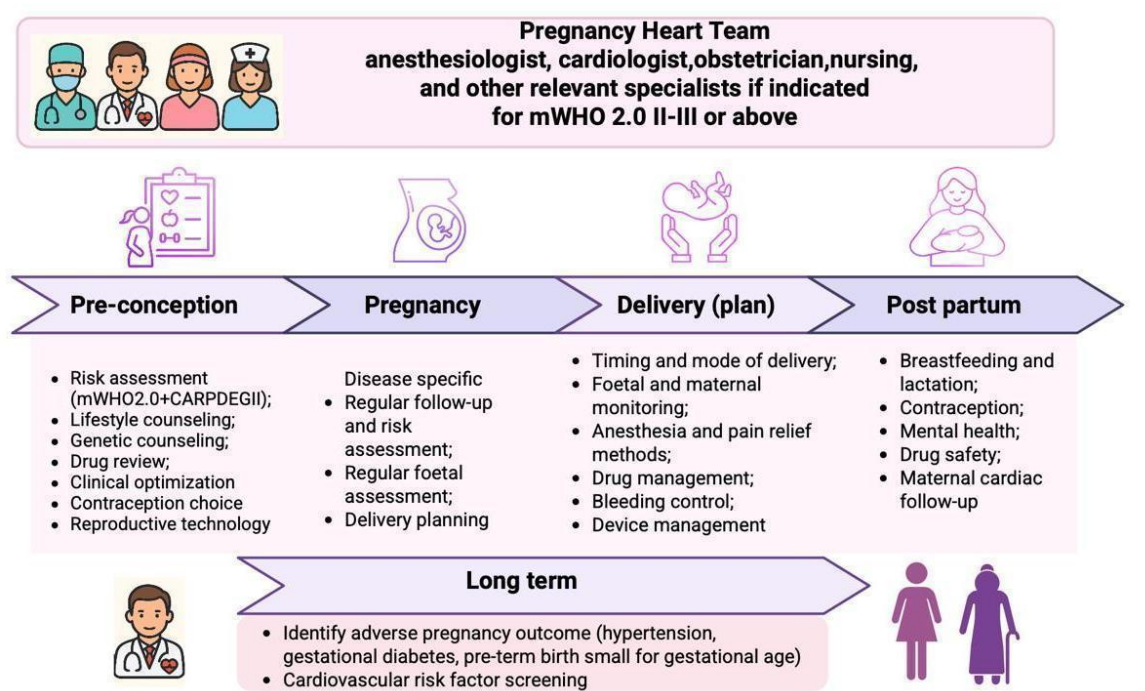 Pregnancy Heart Team
anesthesiologist, cardiologist,obstetrician,nursing,
and other relevant specialists if indicated
for mWHO 2.0 II-III or above
Pre-conception
Pregnancy
Delivery (plan)
Post partum
• Risk assessment
(mWHO2.0+CARPDEGII);
• Lifestyle counseling;
• Genetic counseling;
• Drug review;
• Clinical optimization
• Contraception choice
• Reproductive technology
Disease specific
• Regular follow-up
and risk
assessment;
• Regular foetal
assessment;
• Delivery planning
• Timing and mode of delivery;
• Foetal and maternal
monitoring;
• Anesthesia and pain relief
methods;
• Drug management;
• Bleeding control;
• Device management
• Breastfeeding and
lactation;
• Contraception;
• Mental health;
• Drug safety;
• Maternal cardiac
follow-up
Long term
• Identify adverse pregnancy outcome (hypertension,
gestational diabetes, pre-term birth small for gestational age)
• Cardiovascular risk factor screening